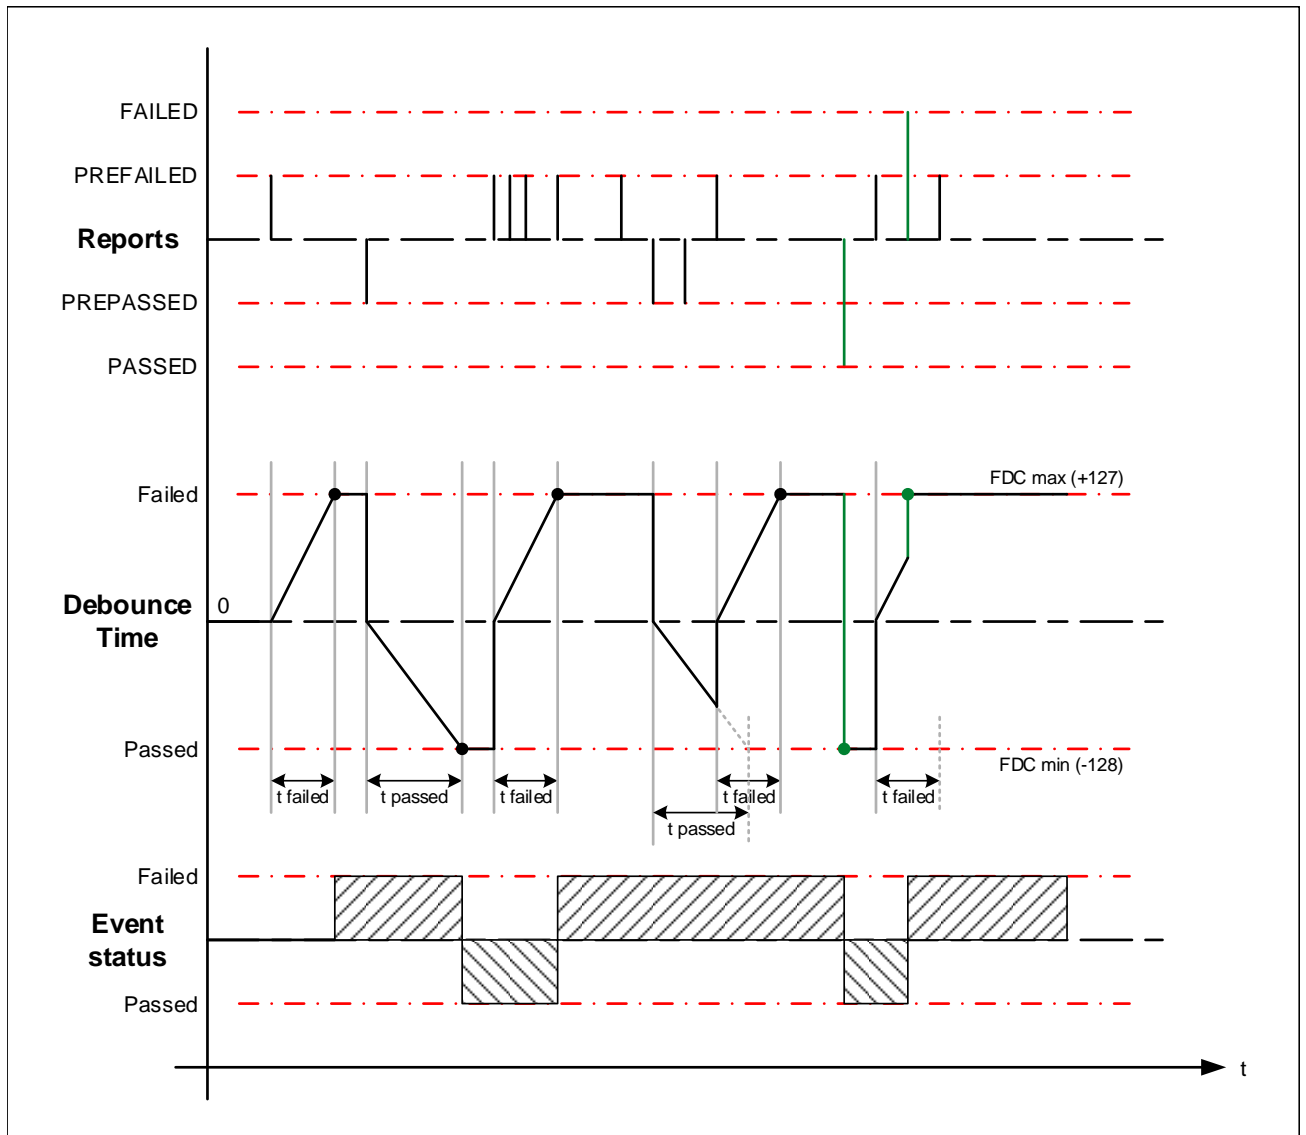 FAILED
PREFAILED
Reports
PREPASSED
PASSED
Failed
FDC max (+127)
0
Debounce
Time
Passed
FDC min (-128)
t failed
t passed
t failed
t failed
t failed
t passed
Failed
Event
status
Passed
t